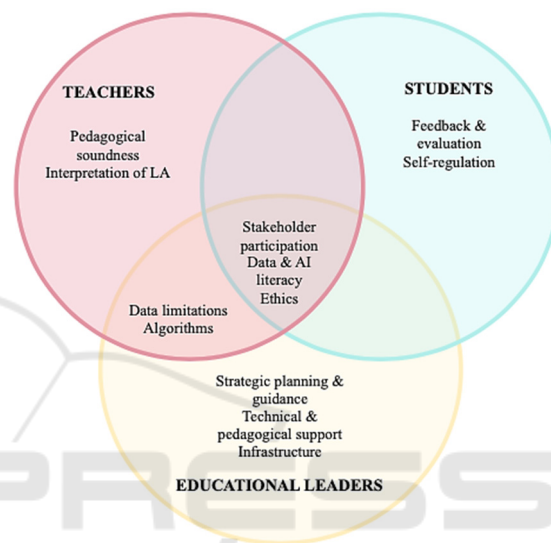 TEACHERS
Pedagogical
soundness
Interpretation of LA
STUDENTS
Feedback &
evaluation
Self-regulation
Stakeholder
participation
Data & AI
literacy
Ethics
Data limitations
Algorithms
Strategic planning &
guidance
Technical &
pedagogical support
Infrastructure
EDUCATIONAL LEADERS
PRESS